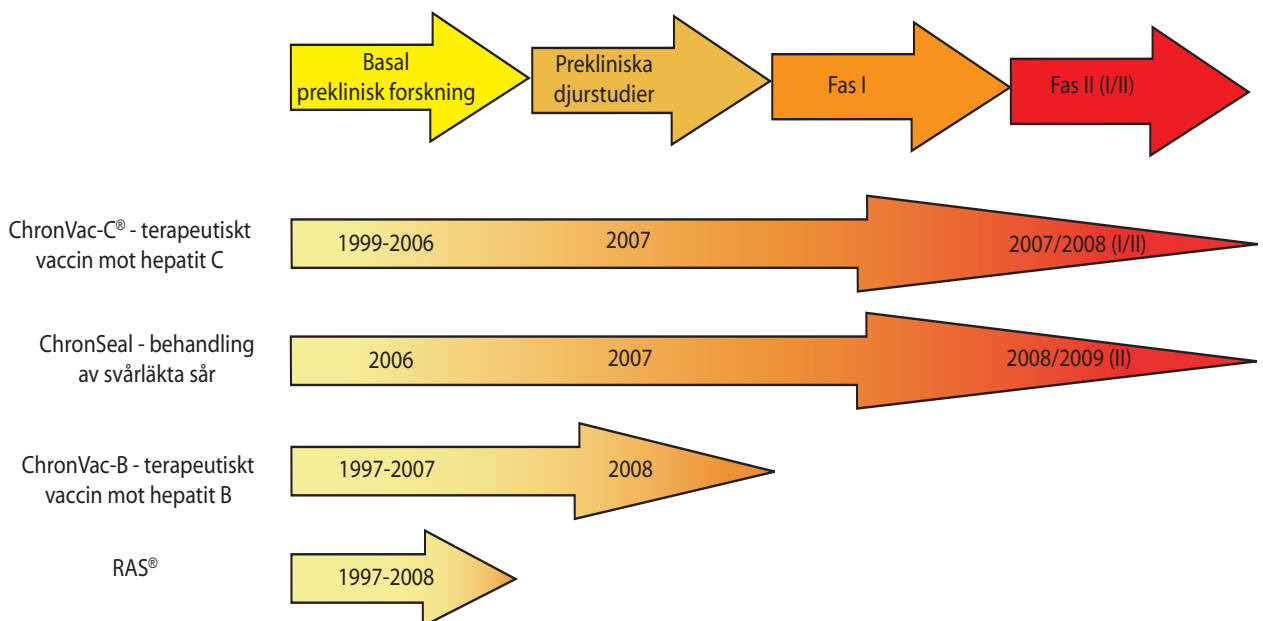 Basal
preklinisk forskning
Prekliniska
djurstudier
Fas I
Fas II (I/II)
ChronVac-C® - terapeutiskt
vaccin mot hepatit C
1999-2006
2007
2007/2008 (I/II)
ChronSeal - behandling
av svårläkta sår
2006
2007
2008/2009 (II)
ChronVac-B - terapeutiskt
vaccin mot hepatit B
1997-2007
2008
RAS®
1997-2008